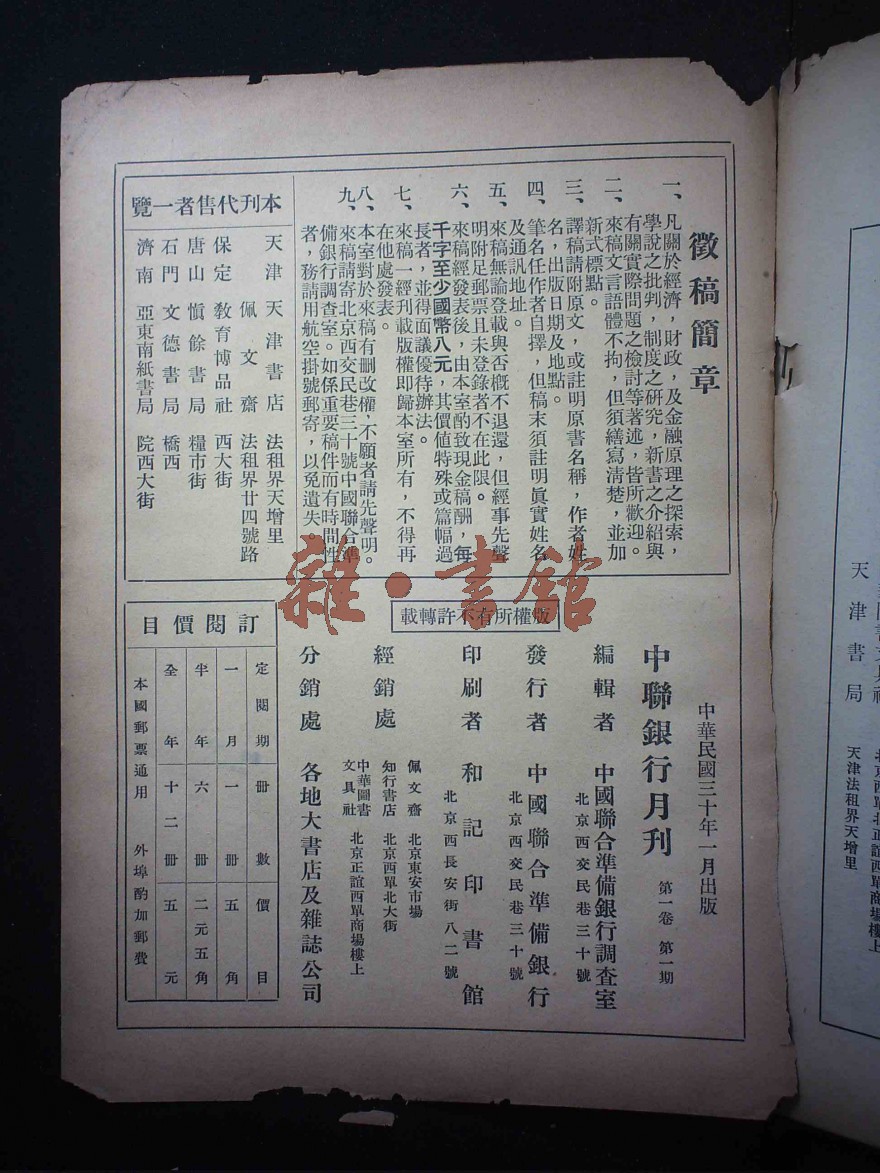 徵稿簡章
一、凡關於經濟，財政，及金融原理之探索，
學說之批判，制度之研究，新書之介紹與
有關實際問題之檢討等著述，皆所歡迎。
二、來稿文言語體不拘，但須繕寫清楚，並加
新式標點。
三、譯稿請附原文，或註明原書名稱，作者姓
名，出版日期及地點。
四、筆名任作者自擇，但稿末須註明眞實姓名
及通訊地址。
五、來稿無論登載與否概不退還，但經事先聲
明附足郵票且未登錄者不在此限。
六、來稿經發表後，由本室酌致現金稿酬，每
千字至少國幣八元，其價値特殊或篇幅過
長者，並得面議優待辦法。
七、來稿一經刊載版權即歸本室所有，不得再
在他處發表。
八、本室對於來稿有删改權，不願者請先聲明。
九、來稿請寄北京西交民巷三十號中國聯合準
備銀行調查室。如係重要稿件而有時間性
者，務請用航空掛號郵寄，以免遺失。
本刊代售者一覽
天津 天津書店 法租界天增里
佩文齋 法租界廿四號路
保定 敎育博品社 西大街
唐山 愼餘書局 糧市街
石門 文德書局 橋西
濟南 亞東南紙書局 院西大街
版權所有不許轉載
中華民國三十年一月出版
中聯銀行月刊 第一卷 第一期
編輯者 中國聯合準備銀行調查室
北京西交民巷三十號
發行者 中國聯合準備銀行
北京西交民巷三十號
印刷者 和記印書館
北京西長安街八二號
經銷處
佩文齋 北京東安市場
知行書店 北京西單北大街
中華圖書文具社 北京正誼西單商場樓上
分銷處 各地大書店及雜誌公司
訂閱價目
定閱期 冊數 價目
一月 一冊 五角
半年 六冊 二元五角
全年 十二冊 五元
本國郵票通用 外埠酌加郵費
雜·書館
天津書局 天津法租界天增里